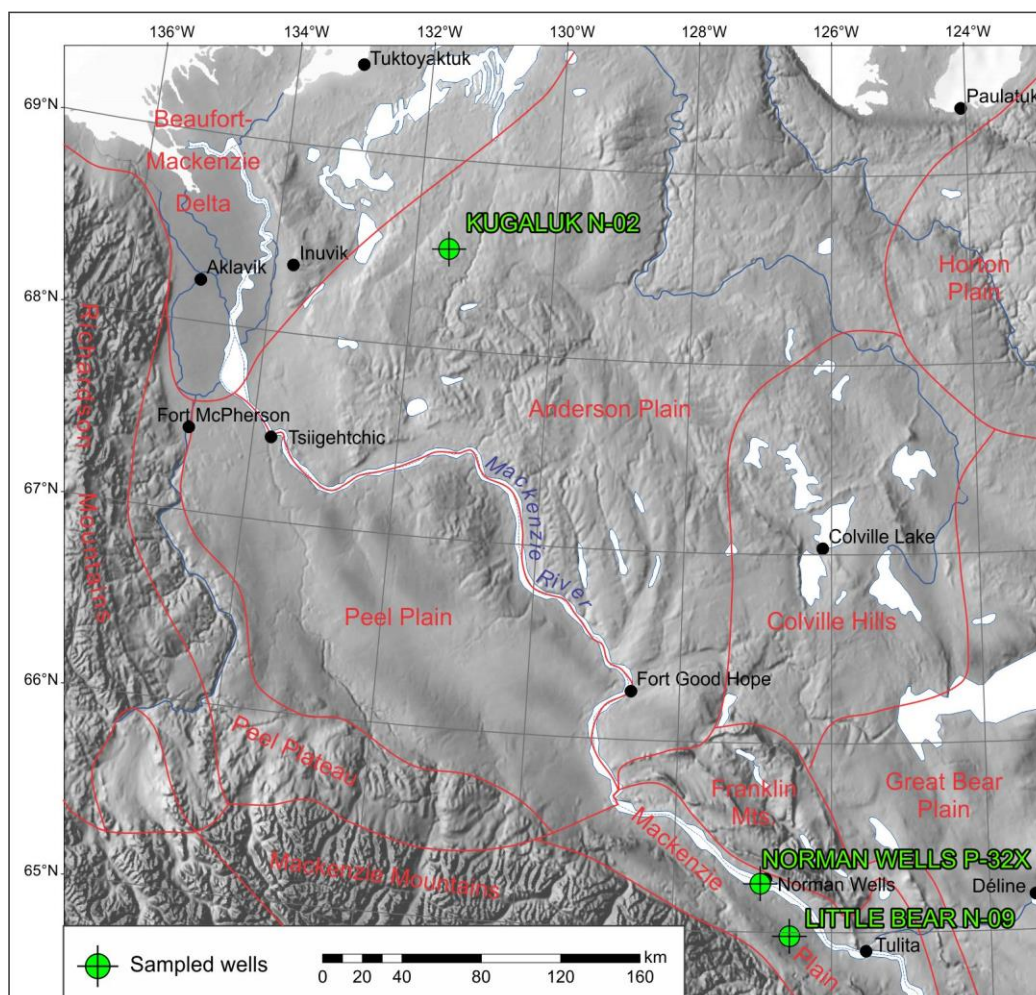 136°W
134°W
132°W
130°W
128°W
126°W
124°W
Tuktoyaktuk
69°N
Paulatuk
Beaufort-
Mackenzie
Delta
KUGALUK N-02
Inuvik
Aklavik
Horton
Plain
68°N
Richardson Mountains
Anderson Plain
Fort McPherson
Tsiigehtchic
67°N
Mackenzie River
Colville Lake
Peel Plain
Colville Hills
66°N
Fort Good Hope
Peel Plateau
Franklin
Mts.
Great Bear
Plain
Mackenzie Plain
65°N
Mackenzie Mountains
NORMAN WELLS P-32X
Norman Wells
Déline
LITTLE BEAR N-09
Tulita
Sampled wells
0 20 40 80 120 160 km